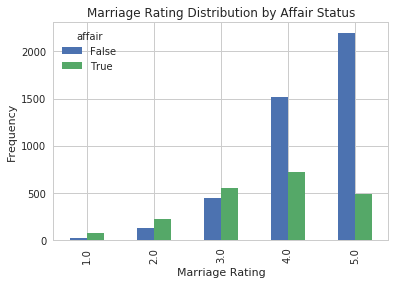 Marriage Rating Distribution by Affair Status
affair
False
True
Frequency
2000
1500
1000
500
0
1.0
2.0
3.0
4.0
5.0
Marriage Rating